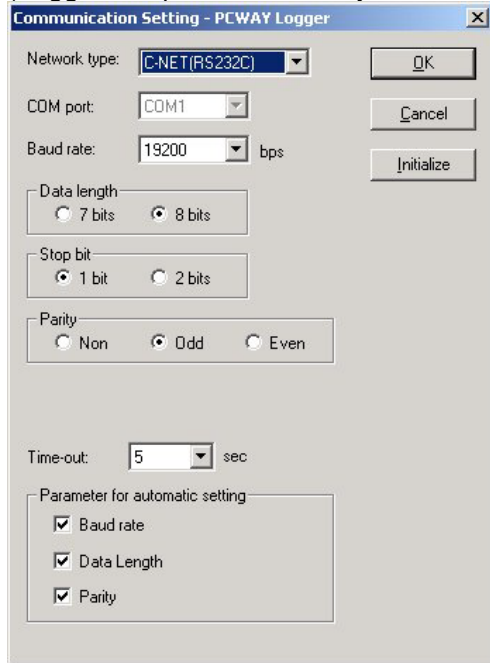 Communication Setting - PCWAY Logger
Network type: C-NET(RS232C) OK
COM port: COM1 Cancel
Baud rate: 19200 bps Initialize
Data length
7 bits 8 bits
Stop bit
1 bit 2 bits
Parity
Non Odd Even
Time-out: 5 sec
Parameter for automatic setting
Baud rate
Data Length
Parity